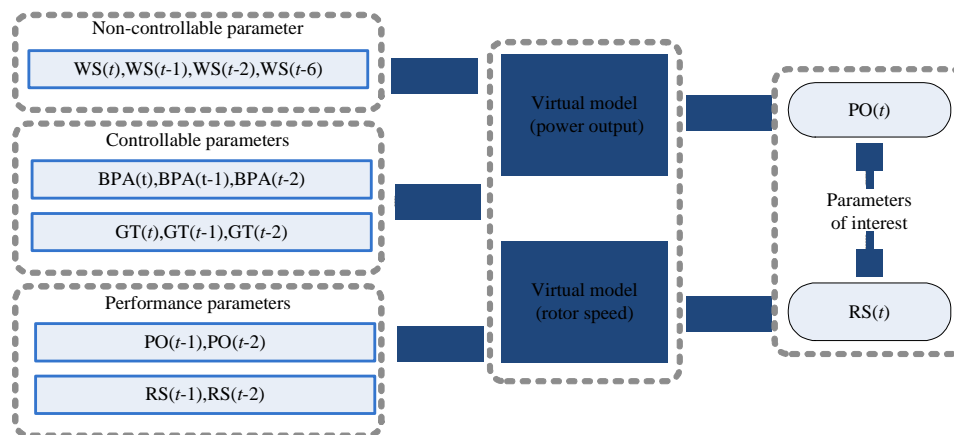 Non-controllable parameter
WS(t),WS(t-1),WS(t-2),WS(t-6)
Controllable parameters
BPA(t),BPA(t-1),BPA(t-2)
GT(t),GT(t-1),GT(t-2)
Performance parameters
PO(t-1),PO(t-2)
RS(t-1),RS(t-2)
Virtual model
(power output)
Virtual model
(rotor speed)
PO(t)
Parameters
of interest
RS(t)